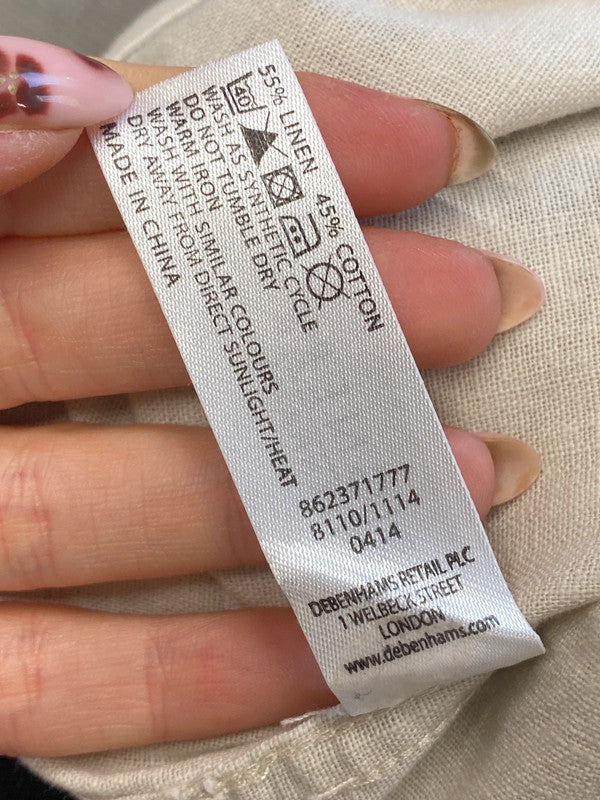 55% LINEN 45% COTTON
40
WASH AS SYNTHETIC CYCLE
DO NOT TUMBLE DRY
WARM IRON
WASH WITH SIMILAR COLOURS
DRY AWAY FROM DIRECT SUNLIGHT/HEAT
MADE IN CHINA
862371777
8110/1114
0414
DEBENHAMS RETAIL PLC
1 WELBECK STREET
LONDON
www.debenhams.com